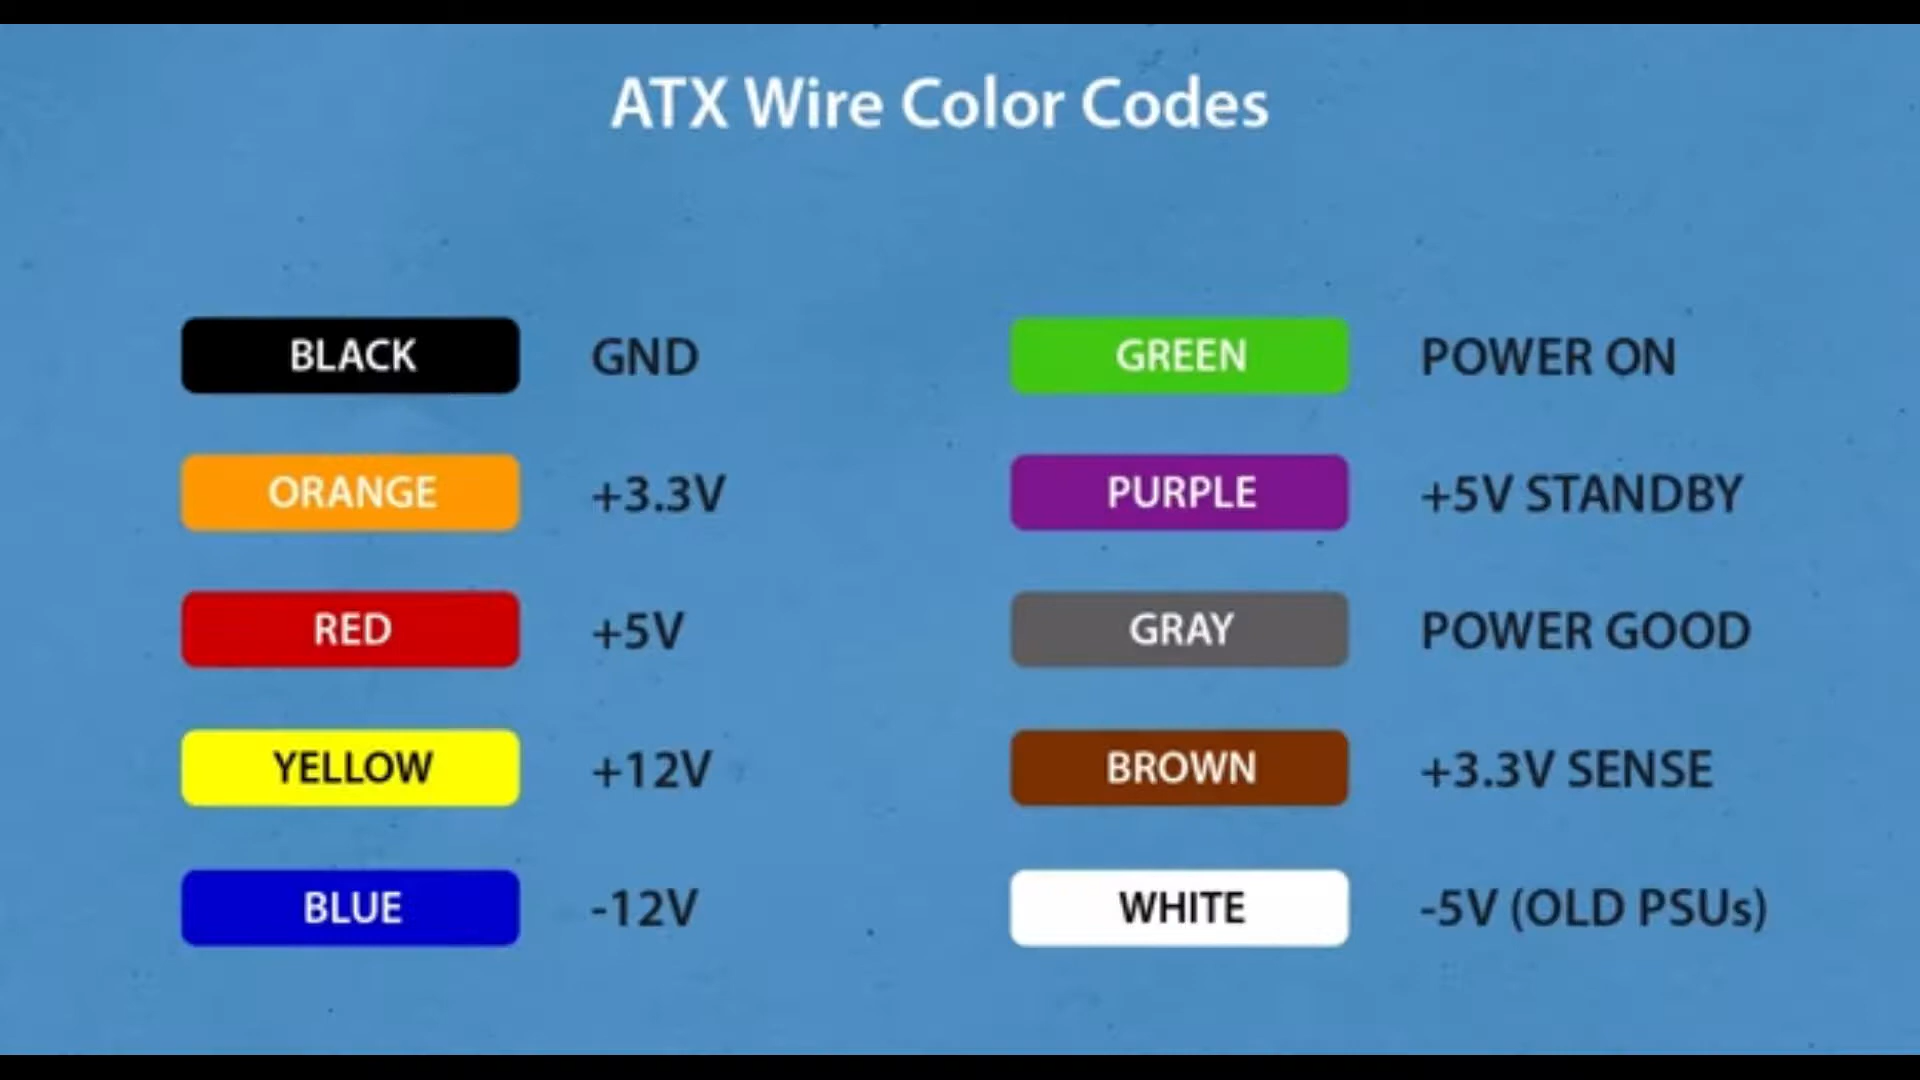 ATX Wire Color Codes
BLACK GND
ORANGE +3.3V
RED +5V
YELLOW +12V
BLUE -12V
GREEN POWER ON
PURPLE +5V STANDBY
GRAY POWER GOOD
BROWN +3.3V SENSE
WHITE -5V (OLD PSUs)